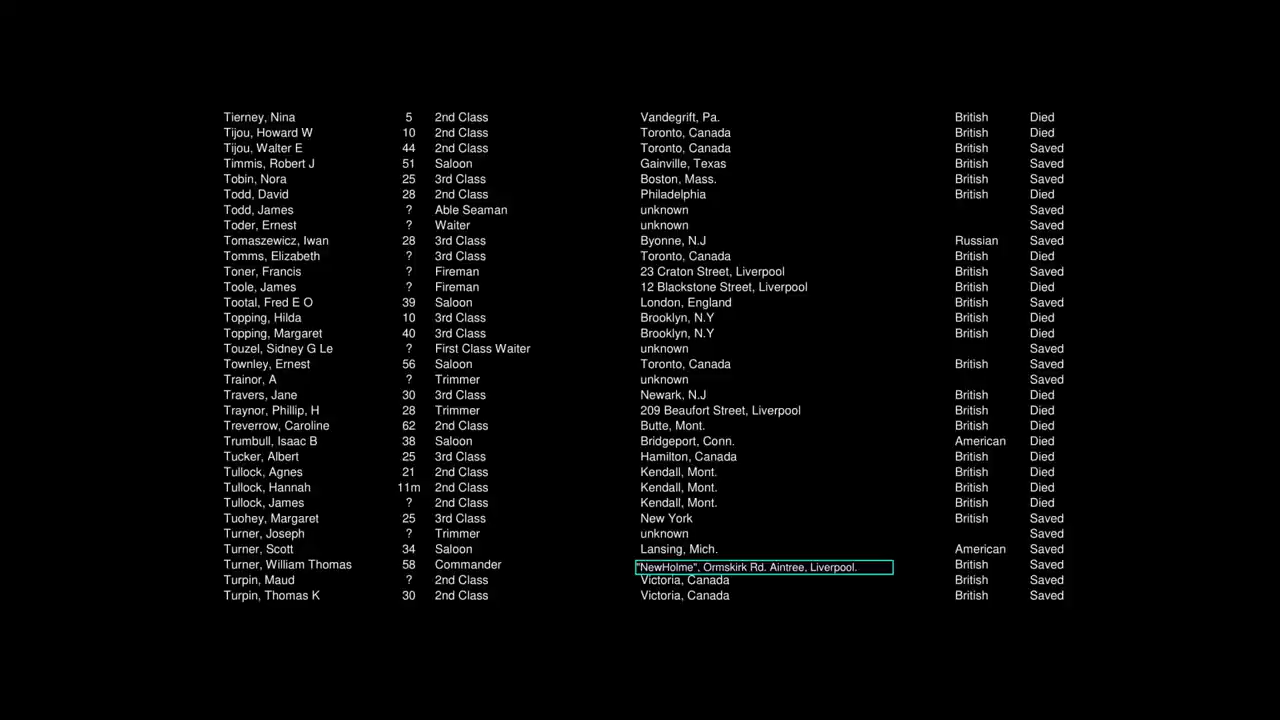 Tierney, Nina 5 2nd Class Vandegrift, Pa. British Died
Tijou, Howard W 10 2nd Class Toronto, Canada British Died
Tijou, Walter E 44 2nd Class Toronto, Canada British Saved
Timmis, Robert J 51 Saloon Gainville, Texas British Saved
Tobin, Nora 25 3rd Class Boston, Mass. British Saved
Todd, David 28 2nd Class Philadelphia British Died
Todd, James ? Able Seaman unknown Saved
Toder, Ernest ? Waiter unknown Saved
Tomaszewicz, Iwan 28 3rd Class Byonne, N.J Russian Saved
Tomms, Elizabeth ? 3rd Class Toronto, Canada British Died
Toner, Francis ? Fireman 23 Craton Street, Liverpool British Saved
Toole, James ? Fireman 12 Blackstone Street, Liverpool British Died
Tootal, Fred E O 39 Saloon London, England British Saved
Topping, Hilda 10 3rd Class Brooklyn, N.Y British Died
Topping, Margaret 40 3rd Class Brooklyn, N.Y British Died
Touzel, Sidney G Le ? First Class Waiter unknown Saved
Townley, Ernest 56 Saloon Toronto, Canada British Saved
Trainor, A ? Trimmer unknown Saved
Travers, Jane 30 3rd Class Newark, N.J British Died
Traynor, Phillip, H 28 Trimmer 209 Beaufort Street, Liverpool British Died
Treverrow, Caroline 62 2nd Class Butte, Mont. British Died
Trumbull, Isaac B 38 Saloon Bridgeport, Conn. American Died
Tucker, Albert 25 3rd Class Hamilton, Canada British Died
Tullock, Agnes 21 2nd Class Kendall, Mont. British Died
Tullock, Hannah 11m 2nd Class Kendall, Mont. British Died
Tullock, James ? 2nd Class Kendall, Mont. British Died
Tuohey, Margaret 25 3rd Class New York British Saved
Turner, Joseph ? Trimmer unknown Saved
Turner, Scott 34 Saloon Lansing, Mich. American Saved
Turner, William Thomas 58 Commander "NewHolme", Ormskirk Rd. Aintree, Liverpool. British Saved
Turpin, Maud ? 2nd Class Victoria, Canada British Saved
Turpin, Thomas K 30 2nd Class Victoria, Canada British Saved